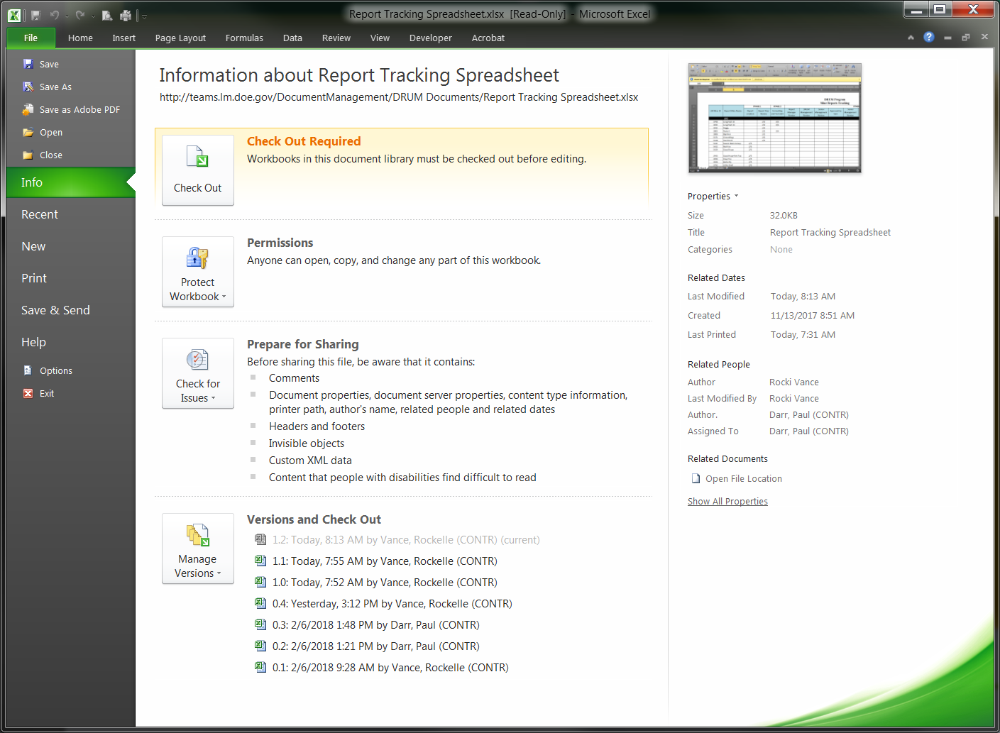 Report Tracking Spreadsheet.xlsx [Read-Only] - Microsoft Excel
File Home Insert Page Layout Formulas Data Review View Developer Acrobat
Save
Save As
Save as Adobe PDF
Open
Close
Info
Recent
New
Print
Save & Send
Help
Options
Exit
Information about Report Tracking Spreadsheet
http://teams.lm.doe.gov/DocumentManagement/DRUM Documents/Report Tracking Spreadsheet.xlsx
Check Out
Check Out Required
Workbooks in this document library must be checked out before editing.
Protect
Workbook
Permissions
Anyone can open, copy, and change any part of this workbook.
Check for
Issues
Prepare for Sharing
Before sharing this file, be aware that it contains:
Comments
Document properties, document server properties, content type information,
printer path, author's name, related people and related dates
Headers and footers
Invisible objects
Custom XML data
Content that people with disabilities find difficult to read
Manage
Versions
Versions and Check Out
1.2: Today, 8:13 AM by Vance, Rockelle (CONTR) (current)
1.1: Today, 7:55 AM by Vance, Rockelle (CONTR)
1.0: Today, 7:52 AM by Vance, Rockelle (CONTR)
0.4: Yesterday, 3:12 PM by Vance, Rockelle (CONTR)
0.3: 2/6/2018 1:48 PM by Darr, Paul (CONTR)
0.2: 2/6/2018 1:21 PM by Darr, Paul (CONTR)
0.1: 2/6/2018 9:28 AM by Vance, Rockelle (CONTR)
DRUM Program
Properties
Size 32.0KB
Title Report Tracking Spreadsheet
Categories None
Related Dates
Last Modified Today, 8:13 AM
Created 11/13/2017 8:51 AM
Last Printed Today, 7:31 AM
Related People
Author Rocki Vance
Last Modified By Rocki Vance
Author. Darr, Paul (CONTR)
Assigned To Darr, Paul (CONTR)
Related Documents
Open File Location
Show All Properties